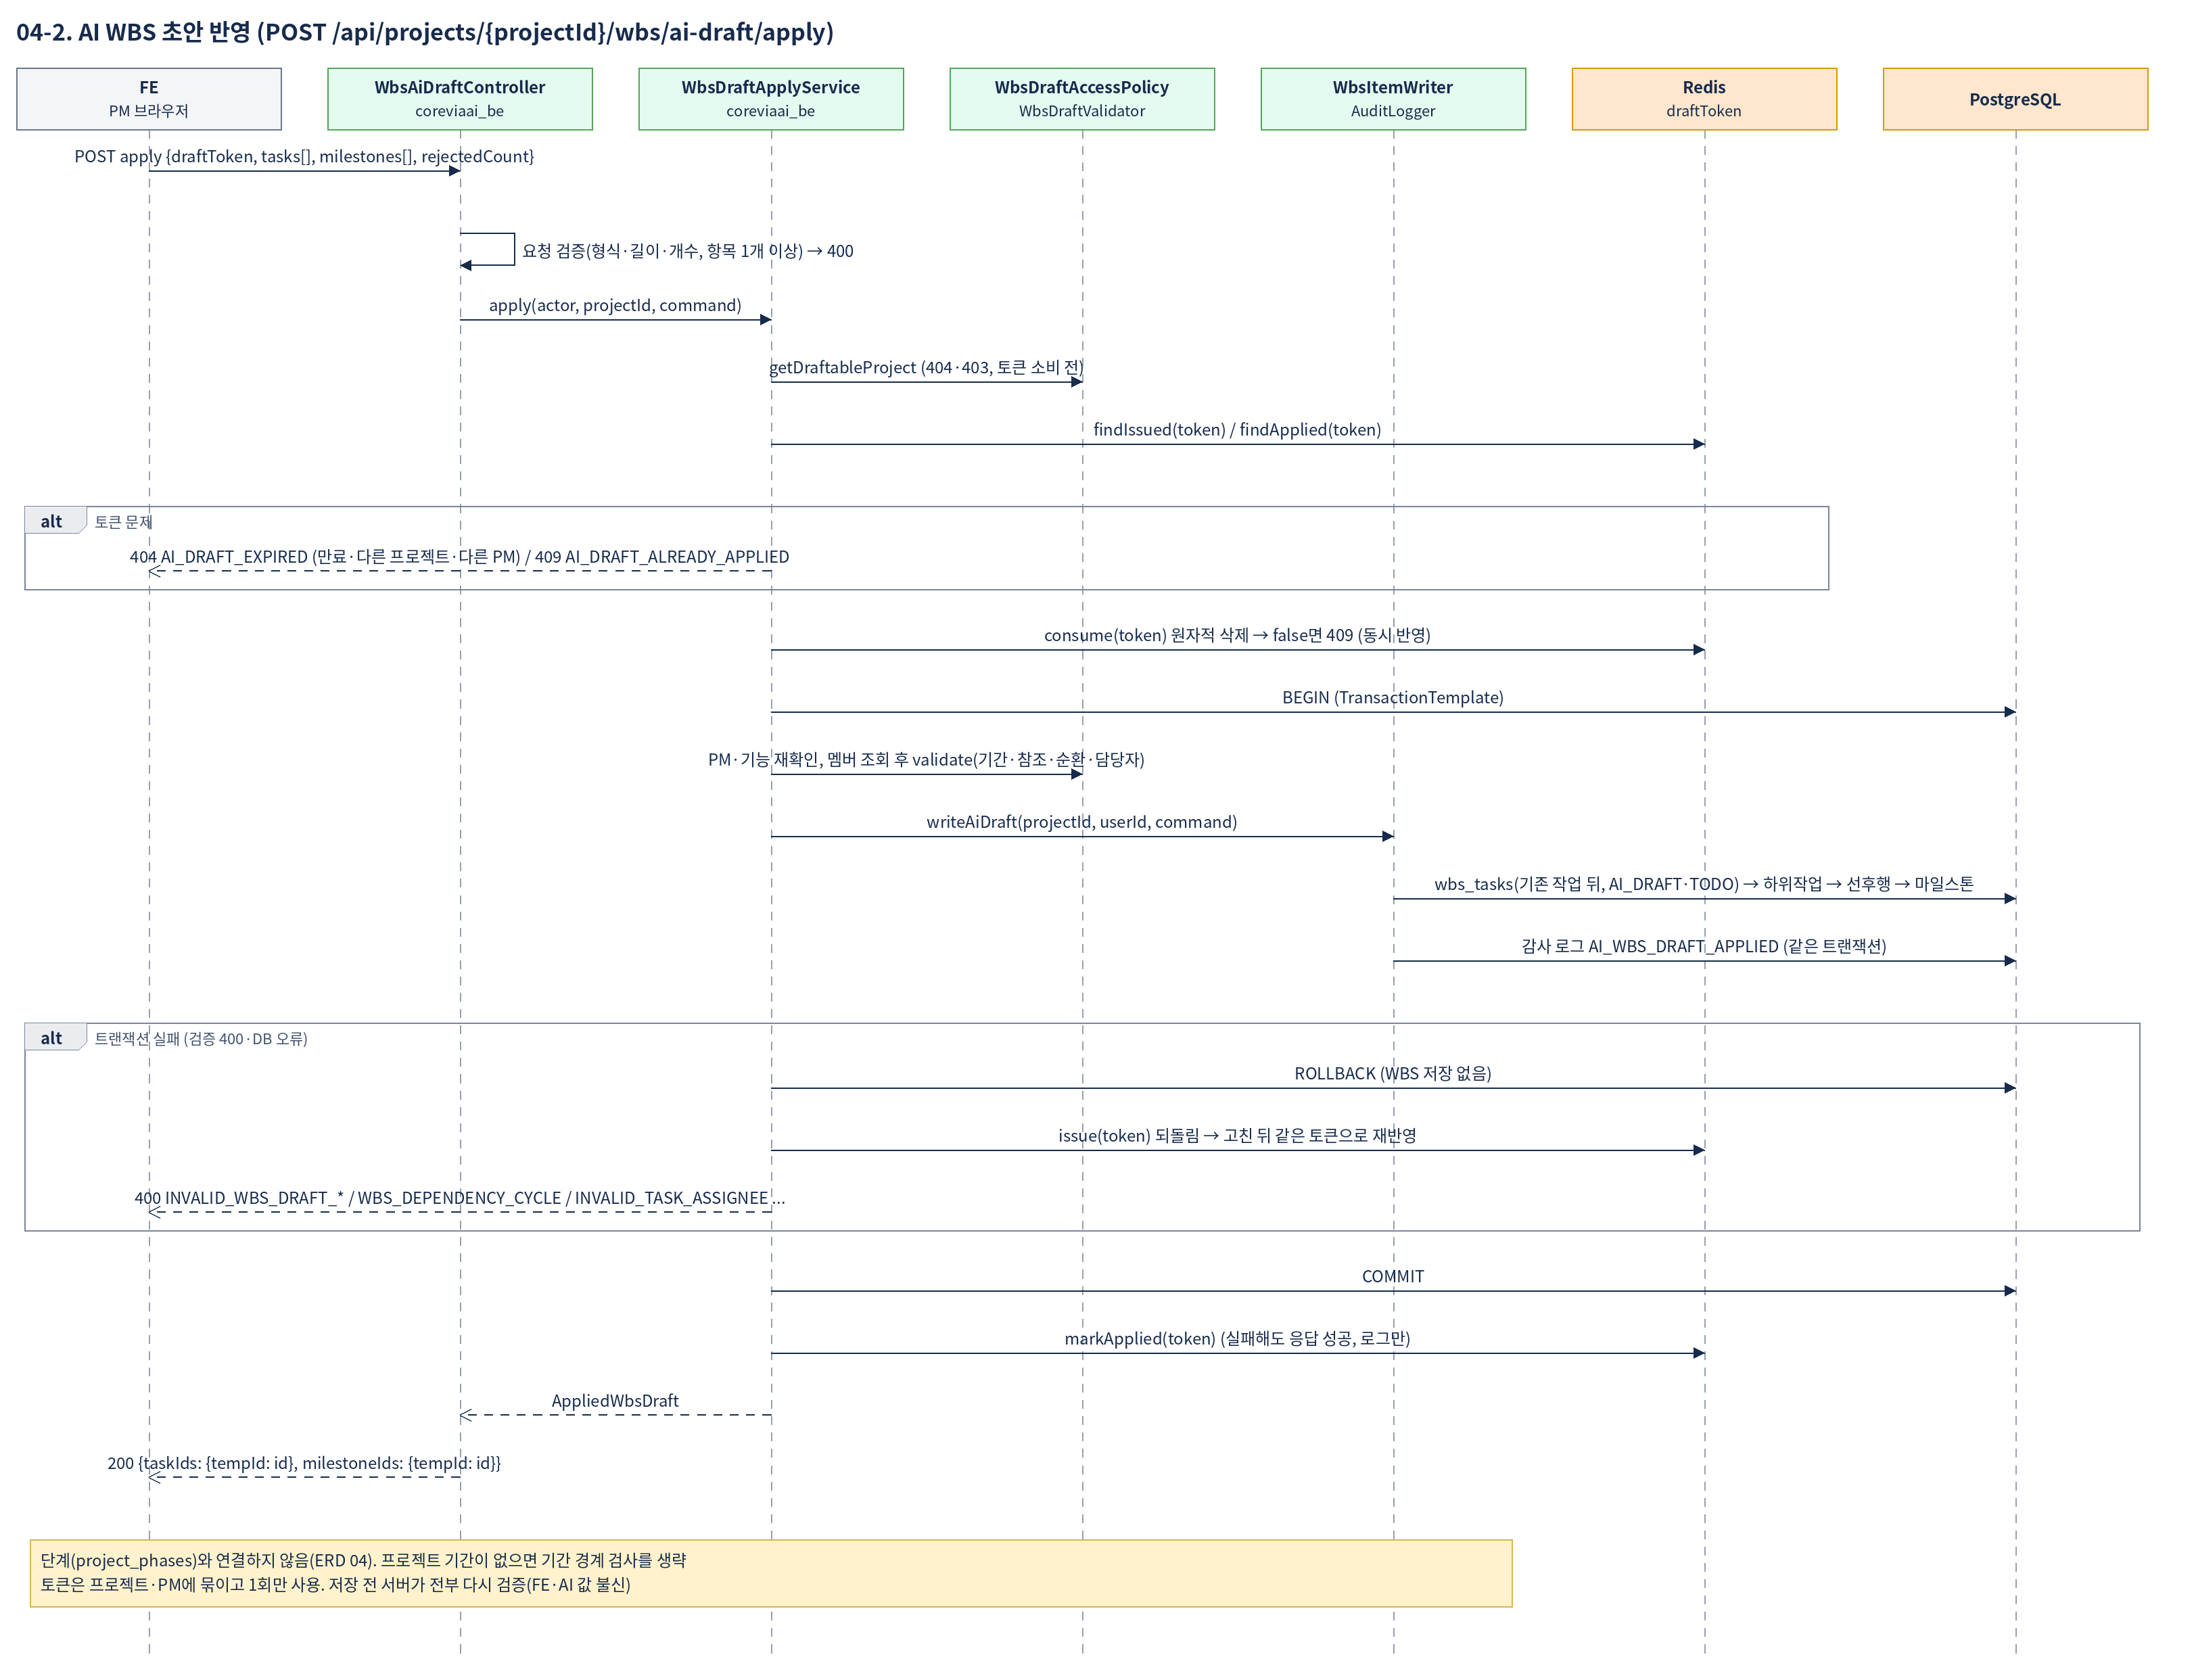 04-2. AI WBS 초안 반영 (POST /api/projects/{projectId}/wbs/ai-draft/apply)
FE
PM 브라우저
WbsAiDraftController
coreviaai_be
WbsDraftApplyService
coreviaai_be
WbsDraftAccessPolicy
WbsDraftValidator
WbsItemWriter
AuditLogger
Redis
draftToken
PostgreSQL
POST apply {draftToken, tasks[], milestones[], rejectedCount}
요청 검증(형식·길이·개수, 항목 1개 이상) → 400
apply(actor, projectId, command)
getDraftableProject (404·403, 토큰 소비 전)
findIssued(token) / findApplied(token)
alt
토큰 문제
404 AI_DRAFT_EXPIRED (만료·다른 프로젝트·다른 PM) / 409 AI_DRAFT_ALREADY_APPLIED
consume(token) 원자적 삭제 → false면 409 (동시 반영)
BEGIN (TransactionTemplate)
PM·기능 재확인, 멤버 조회 후 validate(기간·참조·순환·담당자)
writeAiDraft(projectId, userId, command)
wbs_tasks(기존 작업 뒤, AI_DRAFT·TODO) → 하위작업 → 선후행 → 마일스톤
감사 로그 AI_WBS_DRAFT_APPLIED (같은 트랜잭션)
alt
트랜잭션 실패 (검증 400·DB 오류)
ROLLBACK (WBS 저장 없음)
issue(token) 되돌림 → 고친 뒤 같은 토큰으로 재반영
400 INVALID_WBS_DRAFT_* / WBS_DEPENDENCY_CYCLE / INVALID_TASK_ASSIGNEE ...
COMMIT
markApplied(token) (실패해도 응답 성공, 로그만)
AppliedWbsDraft
200 {taskIds: {tempId: id}, milestoneIds: {tempId: id}}
단계(project_phases)와 연결하지 않음(ERD 04). 프로젝트 기간이 없으면 기간 경계 검사를 생략
토큰은 프로젝트·PM에 묶이고 1회만 사용. 저장 전 서버가 전부 다시 검증(FE·AI 값 불신)